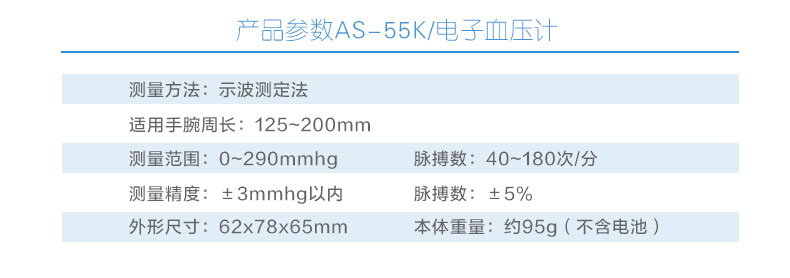 产品参数AS-55K/电子血压计
测量方法：示波测定法
适用手腕周长：125~200mm
测量范围：0~290mmhg 脉搏数：40~180次/分
测量精度：±3mmhg以内 脉搏数：±5%
外形尺寸：62x78x65mm 本体重量：约95g（不含电池）